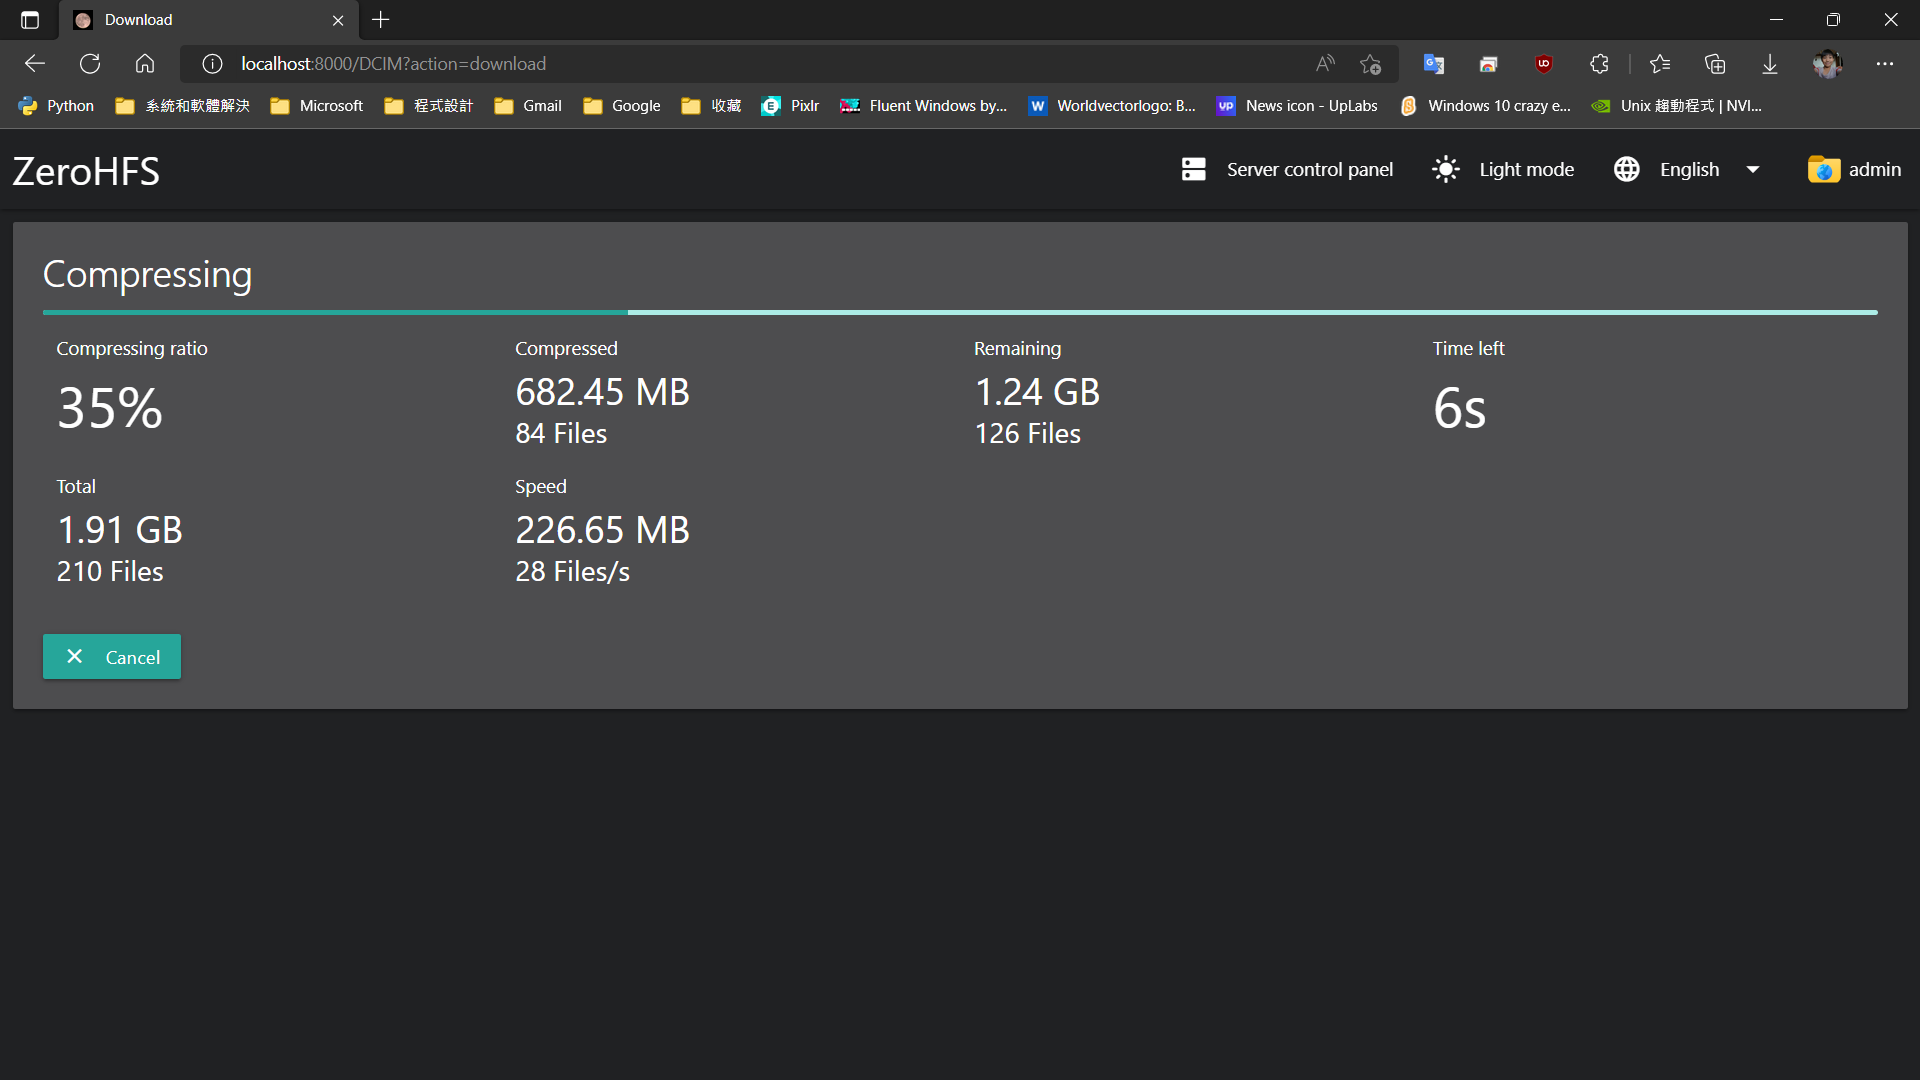 Download
localhost:8000/DCIM?action=download
Python 系統和軟體解決 Microsoft 程式設計 Gmail Google 收藏 Pixlr Fluent Windows by... Worldvectorlogo: B... News icon - UpLabs Windows 10 crazy e... Unix 趨動程式 | NVI...
ZeroHFS Server control panel Light mode English admin
Compressing
Compressing ratio Compressed Remaining Time left
35% 682.45 MB 1.24 GB 6s
84 Files 126 Files
Total Speed
1.91 GB 226.65 MB
210 Files 28 Files/s
Cancel